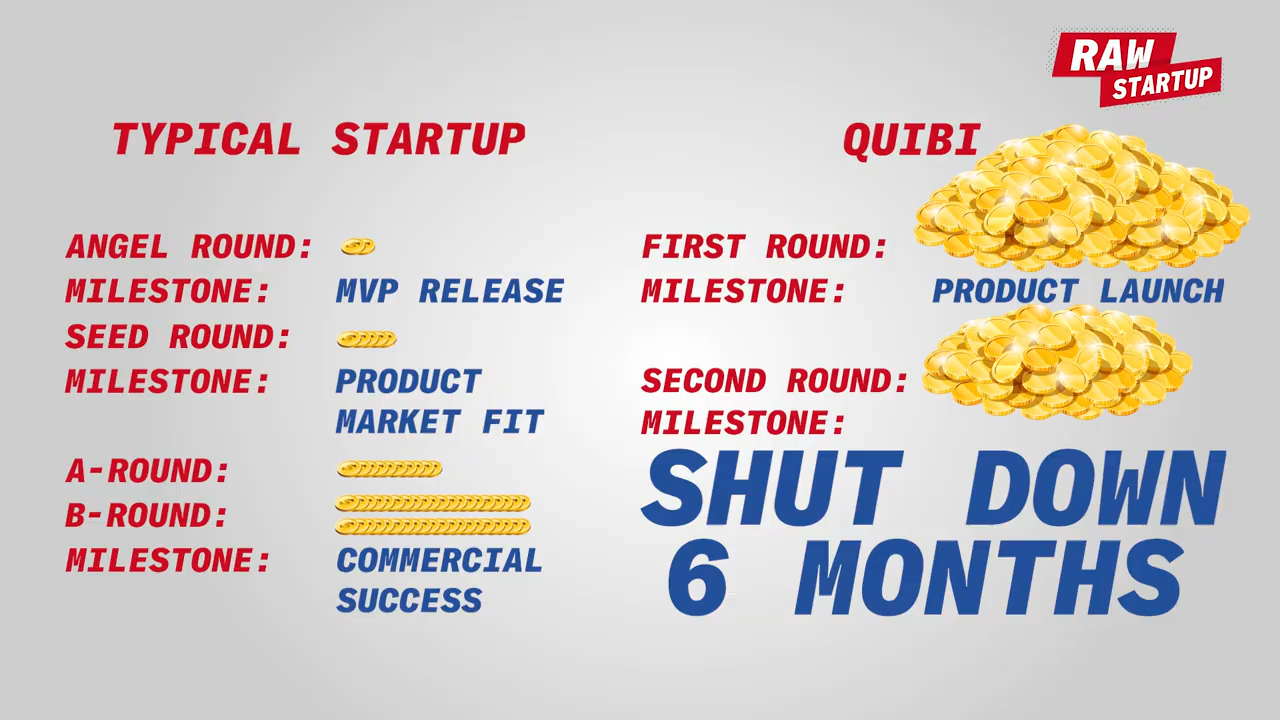 RAW
STARTUP
TYPICAL STARTUP
ANGEL ROUND:
MILESTONE: MVP RELEASE
SEED ROUND:
MILESTONE: PRODUCT
MARKET FIT
A-ROUND:
B-ROUND:
MILESTONE: COMMERCIAL
SUCCESS
QUIBI
FIRST ROUND:
MILESTONE: PRODUCT LAUNCH
SECOND ROUND:
MILESTONE:
SHUT DOWN
6 MONTHS